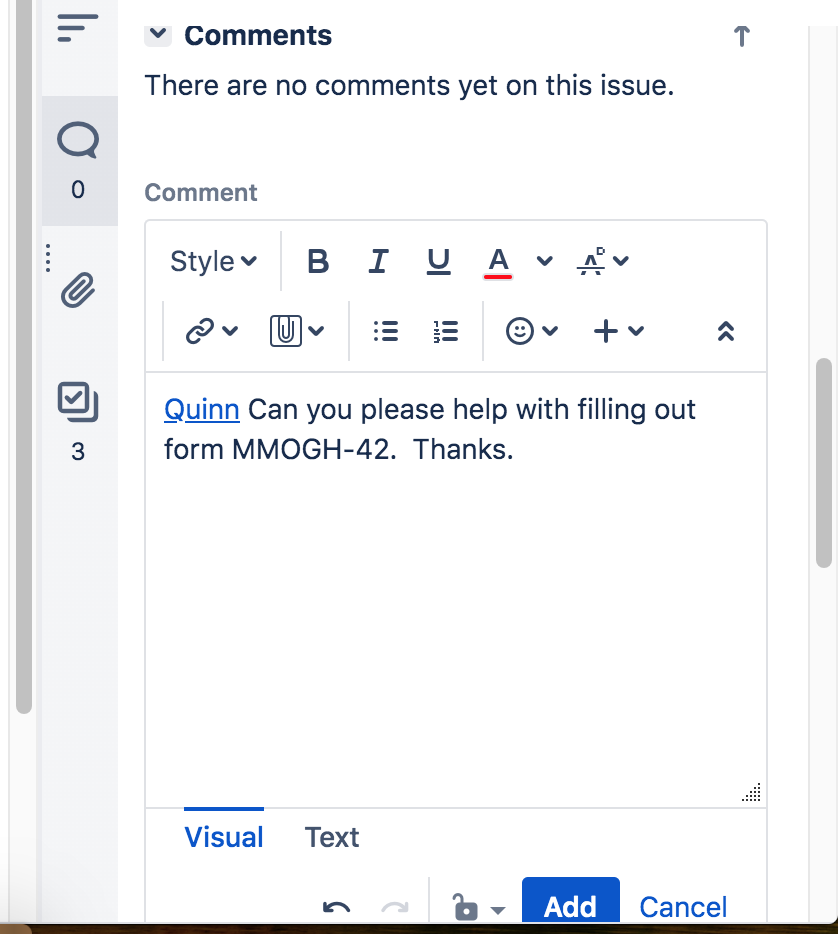 Comments
There are no comments yet on this issue.
0
Comment
Style B I U A
Quinn Can you please help with filling out
form MMOGH-42.  Thanks.
3
Visual Text
Add Cancel